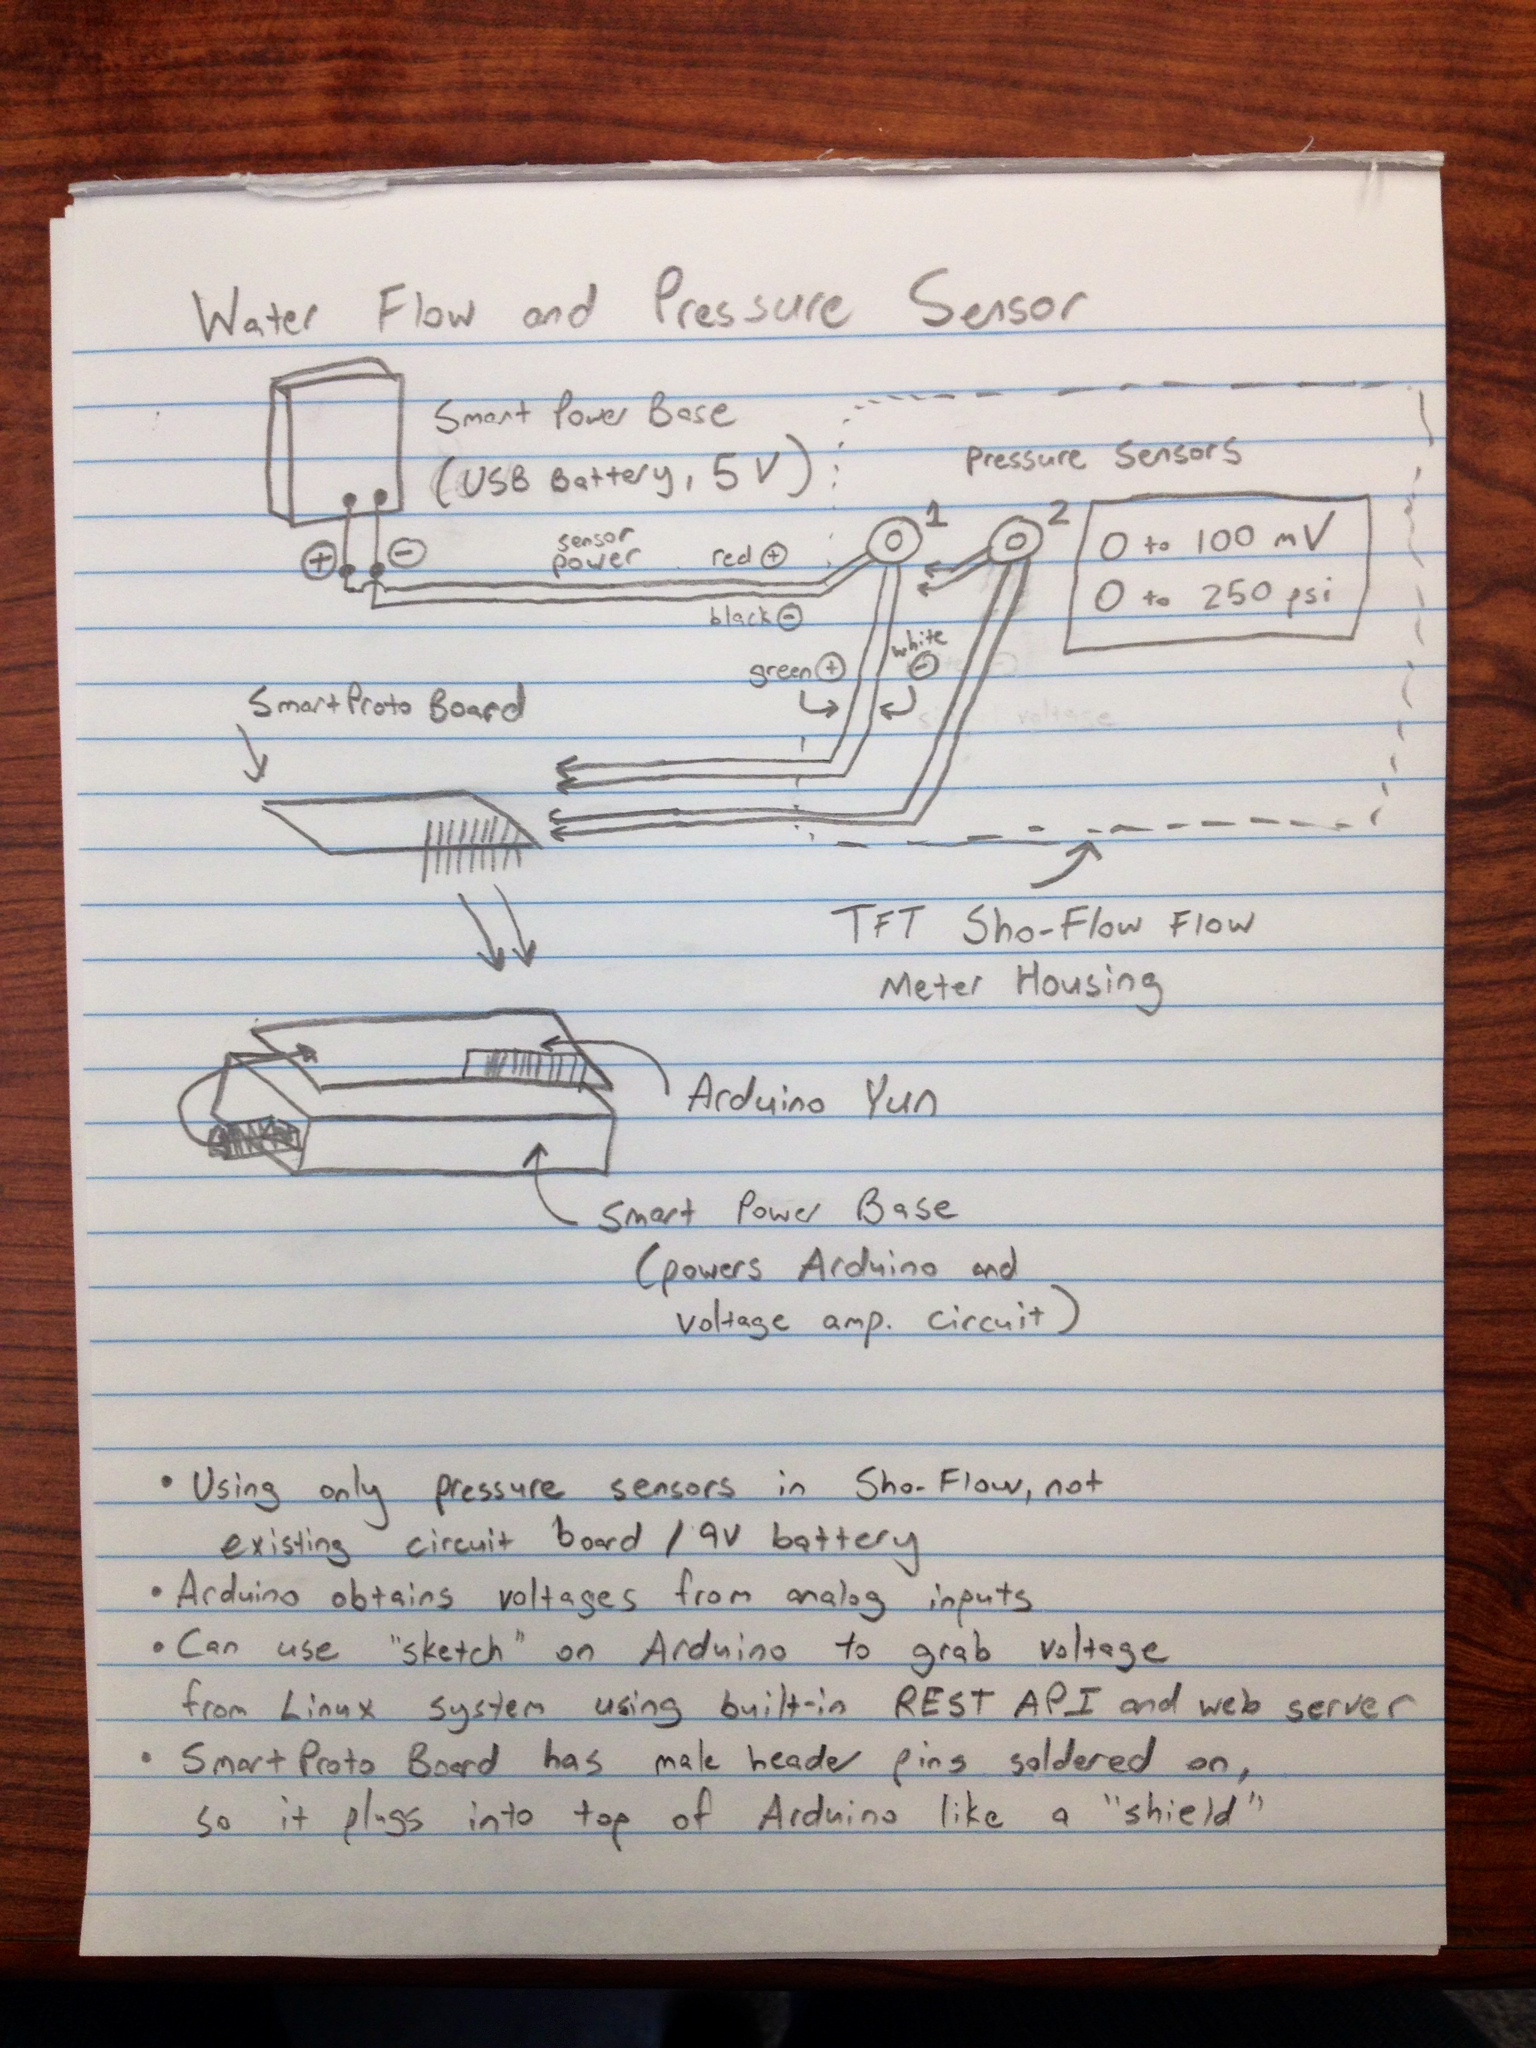 Water Flow and Pressure Sensor
Smart Power Base
(USB Battery, 5V)
Pressure Sensors
1
2
0 to 100 mV
0 to 250 psi
+
-
sensor
power
red +
black -
green +
white
-
voltage
SmartProto Board
TFT Sho-Flow Flow
Meter Housing
Arduino Yun
Smart Power Base
(powers Arduino and
voltage amp. circuit)
• Using only pressure sensors in Sho-Flow, not
existing circuit board / 9V battery
• Arduino obtains voltages from analog inputs
• Can use "sketch" on Arduino to grab voltage
from Linux system using built-in REST API and web server
• SmartProto Board has male header pins soldered on,
so it plugs into top of Arduino like a "shield"